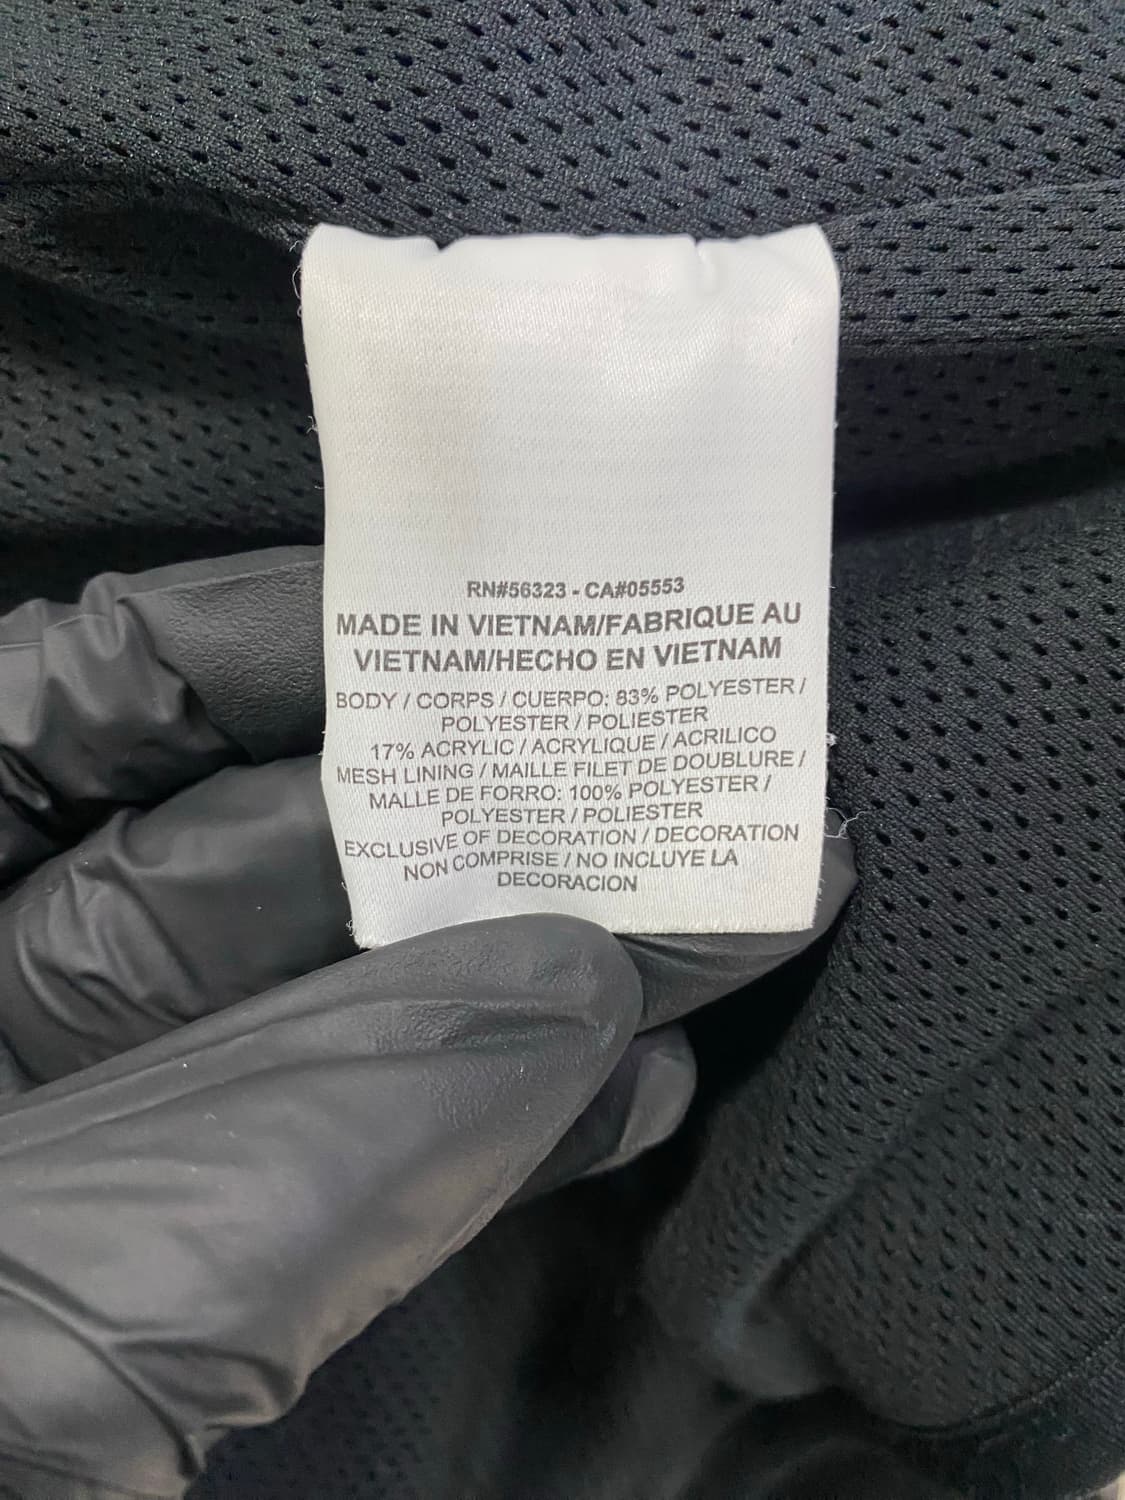 RN#56323 - CA#05553
MADE IN VIETNAM/FABRIQUE AU
VIETNAM/HECHO EN VIETNAM
BODY / CORPS / CUERPO: 83% POLYESTER /
POLYESTER / POLIESTER
17% ACRYLIC / ACRYLIQUE / ACRILICO
MESH LINING / MAILLE FILET DE DOUBLURE /
MALLE DE FORRO: 100% POLYESTER /
POLYESTER / POLIESTER
EXCLUSIVE OF DECORATION / DECORATION
NON COMPRISE / NO INCLUYE LA
DECORACION